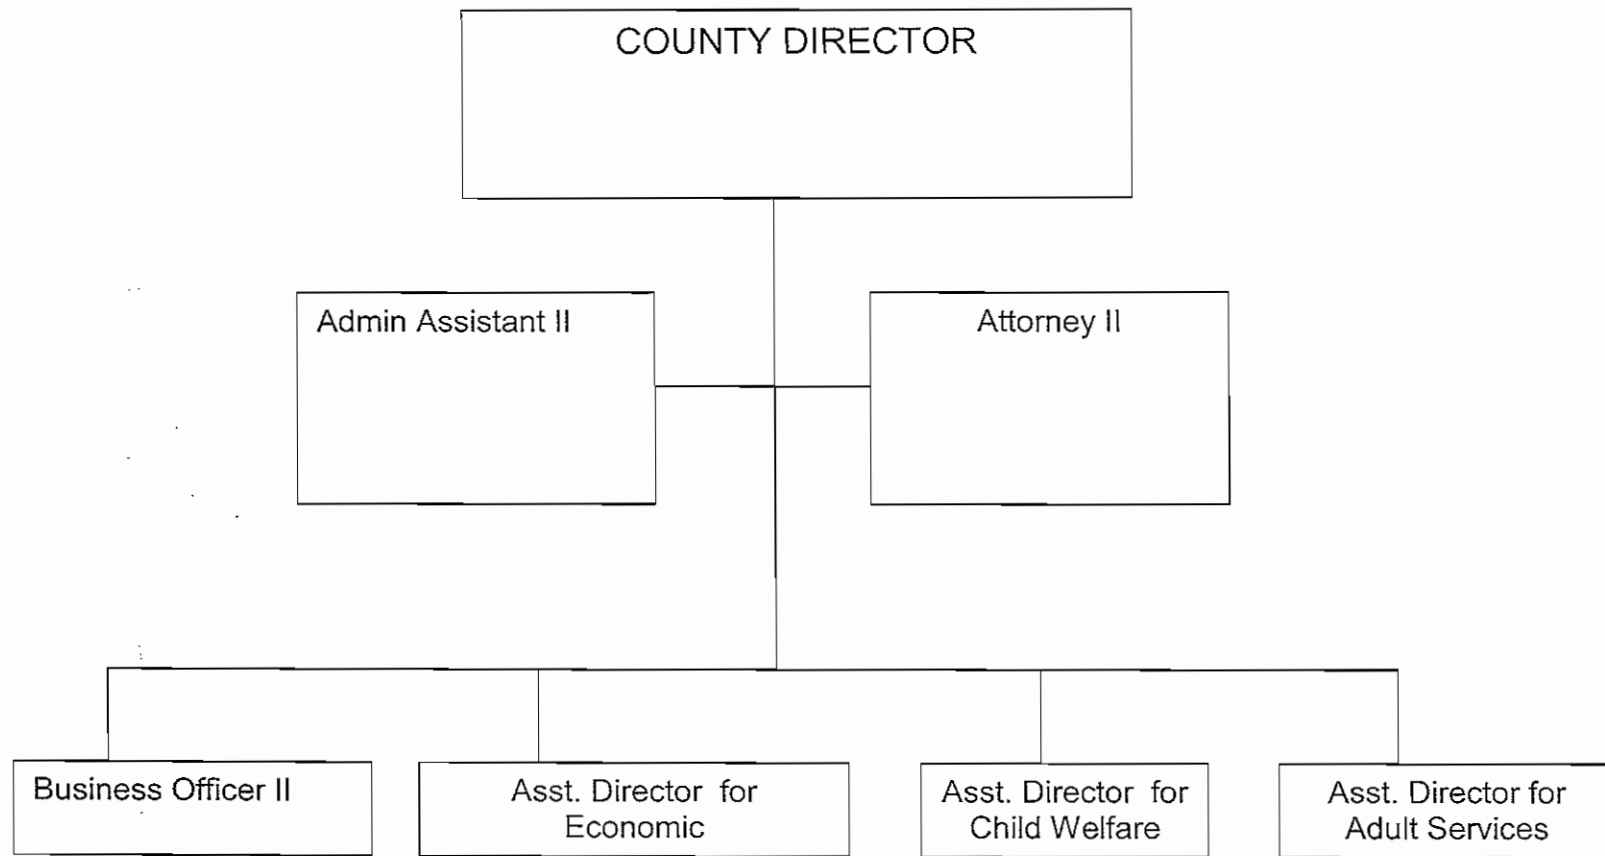 COUNTY DIRECTOR
Admin Assistant II
Attorney II
Business Officer II
Asst. Director for
Economic
Asst. Director for
Child Welfare
Asst. Director for
Adult Services